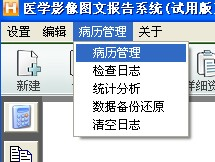 医学影像图文报告系统(试用版
设置 编辑 病历管理 关于
病历管理
检查日志
统计分析
数据备份还原
清空日志
新建
详细资